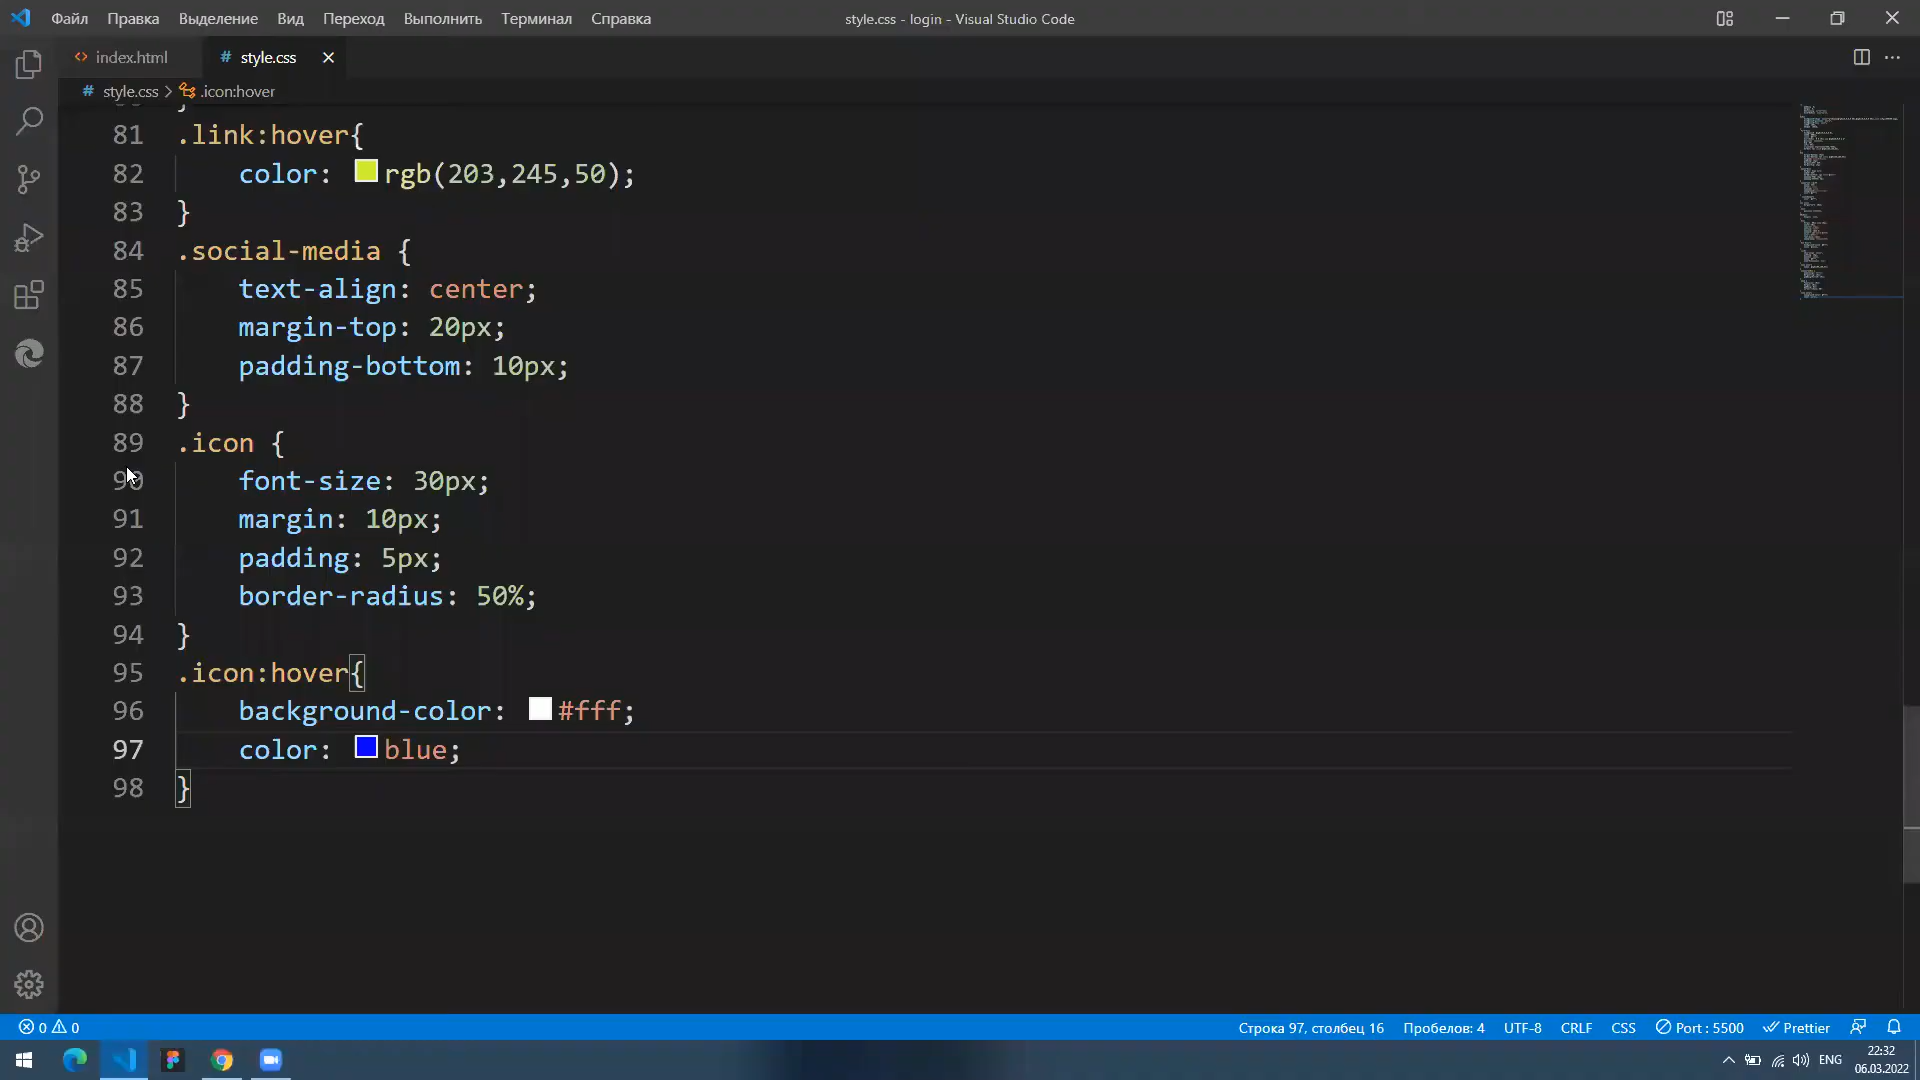 Файл Правка Выделение Вид Переход Выполнить Терминал Справка style.css - login - Visual Studio Code
index.html style.css
style.css .icon:hover
81 .link:hover{
82 color: rgb(203,245,50);
83 }
84 .social-media {
85 text-align: center;
86 margin-top: 20px;
87 padding-bottom: 10px;
88 }
89 .icon {
90 font-size: 30px;
91 margin: 10px;
92 padding: 5px;
93 border-radius: 50%;
94 }
95 .icon:hover{
96 background-color: #fff;
97 color: blue;
98 }
0 0 Строка 97, столбец 16 Пробелов: 4 UTF-8 CRLF CSS Port : 5500 Prettier
ENG 22:32
06.03.2022